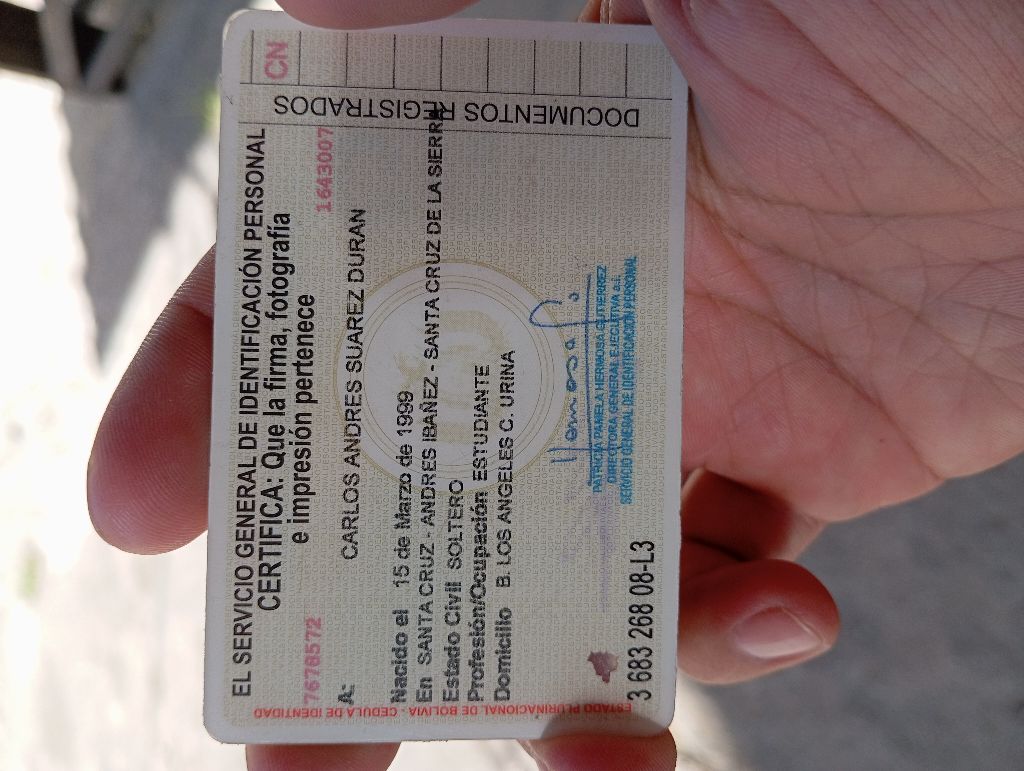 EL SERVICIO GENERAL DE IDENTIFICACIÓN PERSONAL
CERTIFICA: Que la firma, fotografía
e impresión pertenece
7678572
1643007
A:
CARLOS ANDRES SUAREZ DURAN
Nacido el 15 de Marzo de 1999
En SANTA CRUZ - ANDRES IBAÑEZ - SANTA CRUZ DE LA SIERRA
Estado Civil SOLTERO
Profesión/Ocupación ESTUDIANTE
Domicilio B. LOS ANGELES C. URINA
PATRICIA PAMELA HERMOSA GUTIERREZ
DIRECTORA GENERAL EJECUTIVA a.i.
SERVICIO GENERAL DE IDENTIFICACIÓN PERSONAL
3 683 268 08-L3
ESTADO PLURINACIONAL DE BOLIVIA - CEDULA DE IDENTIDAD
DOCUMENTOS REGISTRADOS
CN